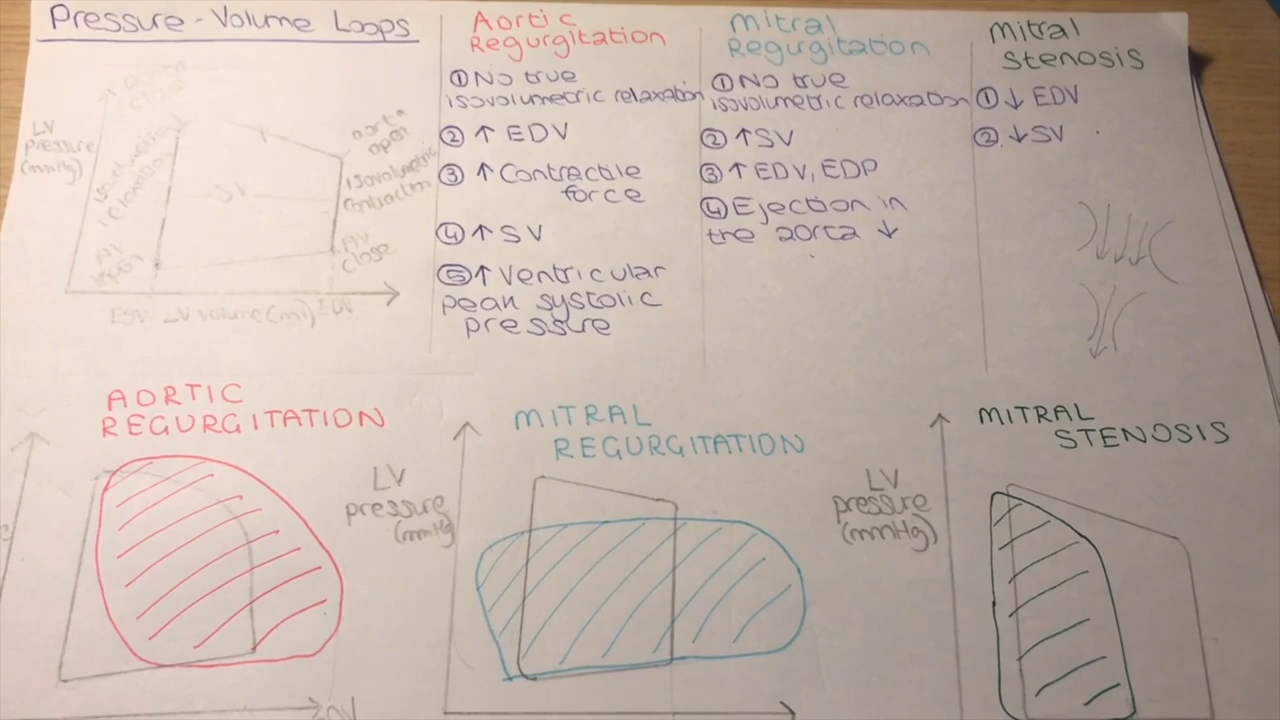 Pressure - Volume Loops
LV
pressure
(mmHg)
SV
aorta
open
isovolumetric
contraction
AV
close
ESV LV volume (ml) EDV
Aortic
Regurgitation
① No true
isovolumetric relaxation
② ↑ EDV
③ ↑ Contractile
force
④ ↑ SV
⑤ ↑ Ventricular
peak systolic
pressure
Mitral
Regurgitation
① No true
isovolumetric relaxation
② ↑ SV
③ ↑ EDV, EDP
④ Ejection in
the aorta ↓
Mitral
Stenosis
① ↓ EDV
② ↓ SV
AORTIC
REGURGITATION
MITRAL
REGURGITATION
LV
pressure
(mmHg)
MITRAL
STENOSIS
LV
pressure
(mmHg)